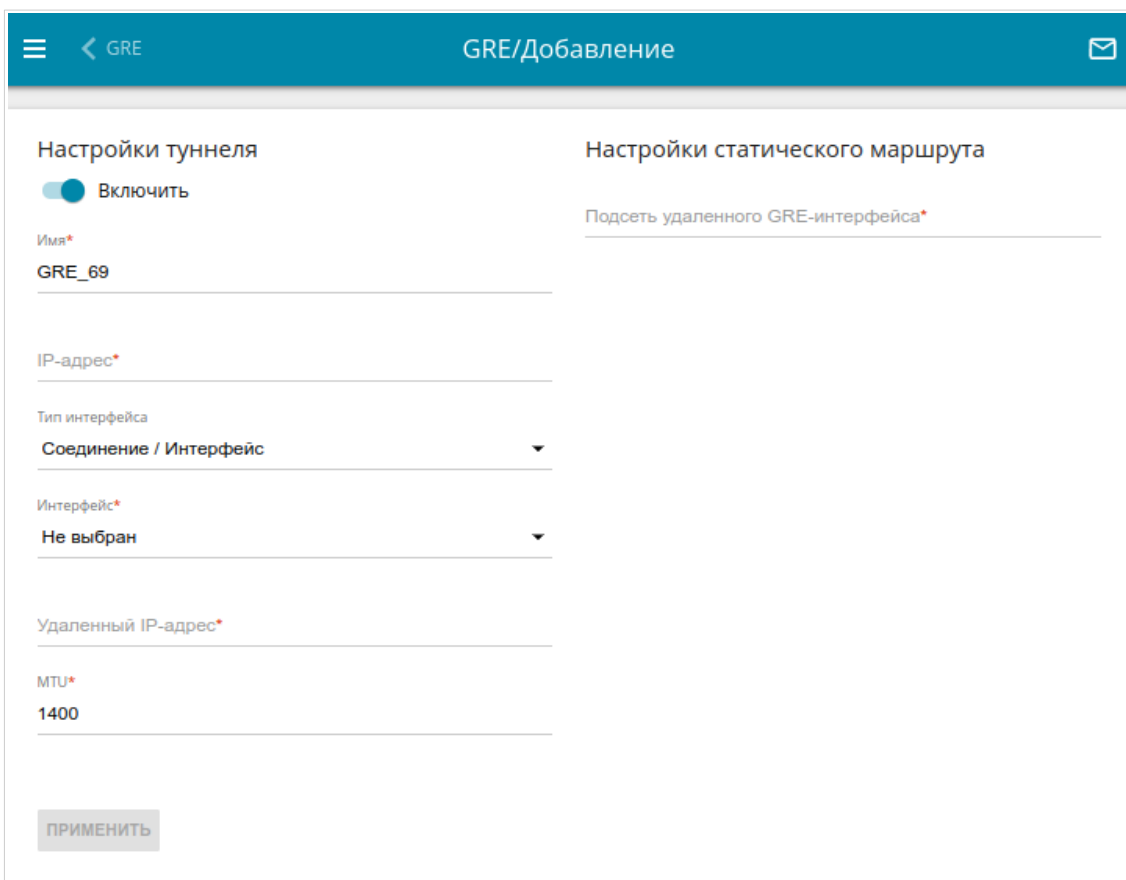 GRE
GRE/Добавление
Настройки туннеля
Включить
Имя*
GRE_69
IP-адрес*
Тип интерфейса
Соединение / Интерфейс
Интерфейс*
Не выбран
Удаленный IP-адрес*
MTU*
1400
ПРИМЕНИТЬ
Настройки статического маршрута
Подсеть удаленного GRE-интерфейса*